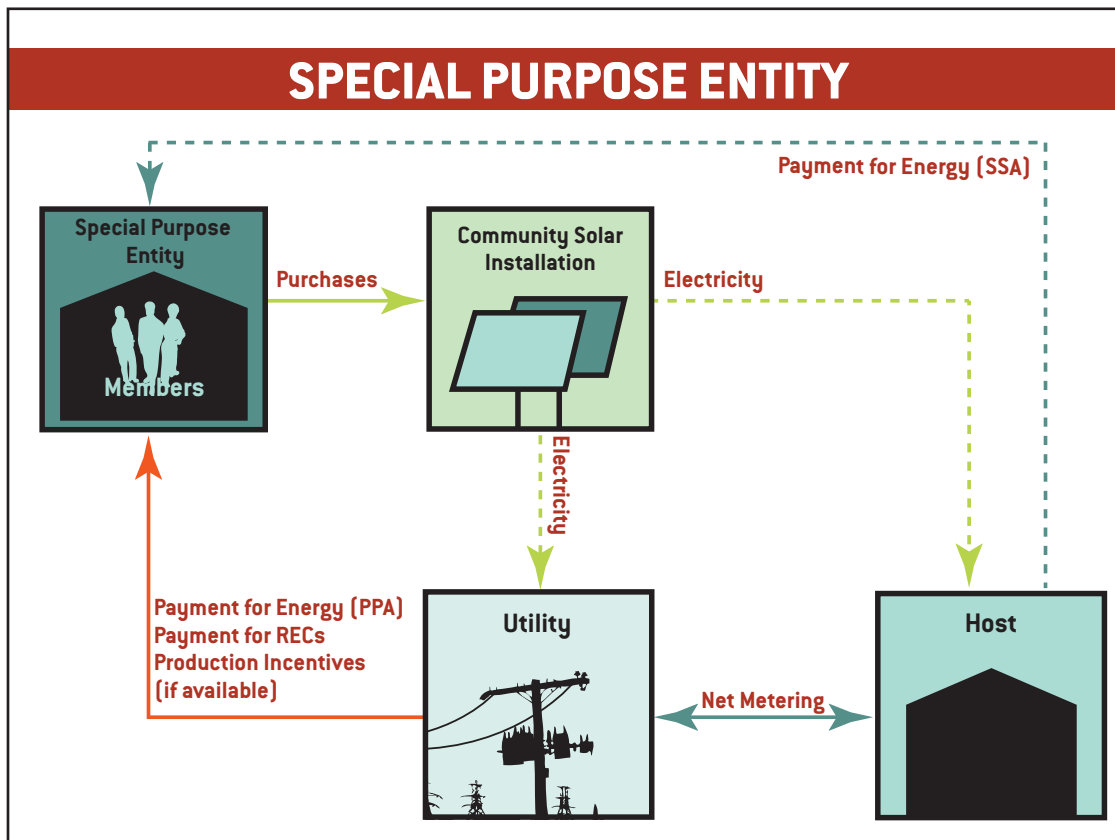 SPECIAL PURPOSE ENTITY
Payment for Energy (SSA)
Special Purpose
Entity
Members
Purchases
Community Solar
Installation
Electricity
Electricity
Payment for Energy (PPA)
Payment for RECs
Production Incentives
(if available)
Utility
Net Metering
Host